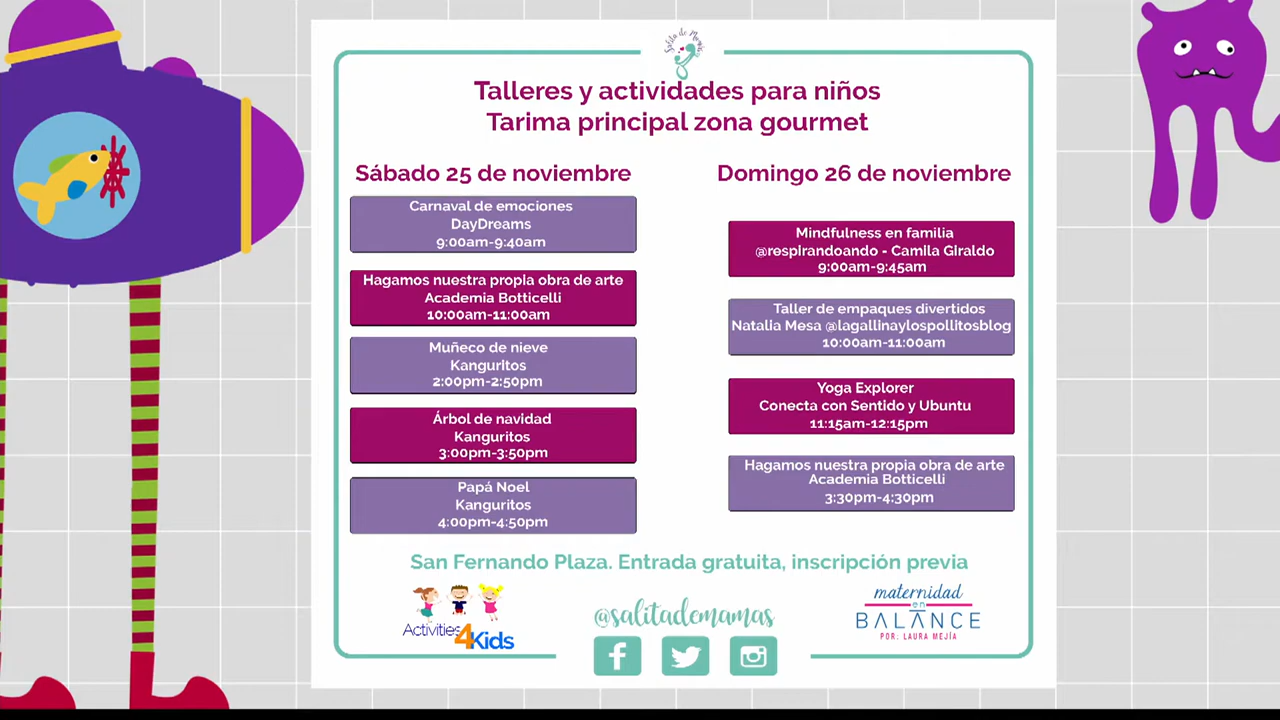 Salita de Mamás
Talleres y actividades para niños
Tarima principal zona gourmet
Sábado 25 de noviembre
Carnaval de emociones
DayDreams
9:00am-9:40am
Hagamos nuestra propia obra de arte
Academia Botticelli
10:00am-11:00am
Muñeco de nieve
Kanguritos
2:00pm-2:50pm
Árbol de navidad
Kanguritos
3:00pm-3:50pm
Papá Noel
Kanguritos
4:00pm-4:50pm
Domingo 26 de noviembre
Mindfulness en familia
@respirandoando - Camila Giraldo
9:00am-9:45am
Taller de empaques divertidos
Natalia Mesa @lagallinaylospollitosblog
10:00am-11:00am
Yoga Explorer
Conecta con Sentido y Ubuntu
11:15am-12:15pm
Hagamos nuestra propia obra de arte
Academia Botticelli
3:30pm-4:30pm
San Fernando Plaza. Entrada gratuita, inscripción previa
Activities 4Kids
@salitademamas
maternidad
en
BALANCE
POR: LAURA MEJÍA